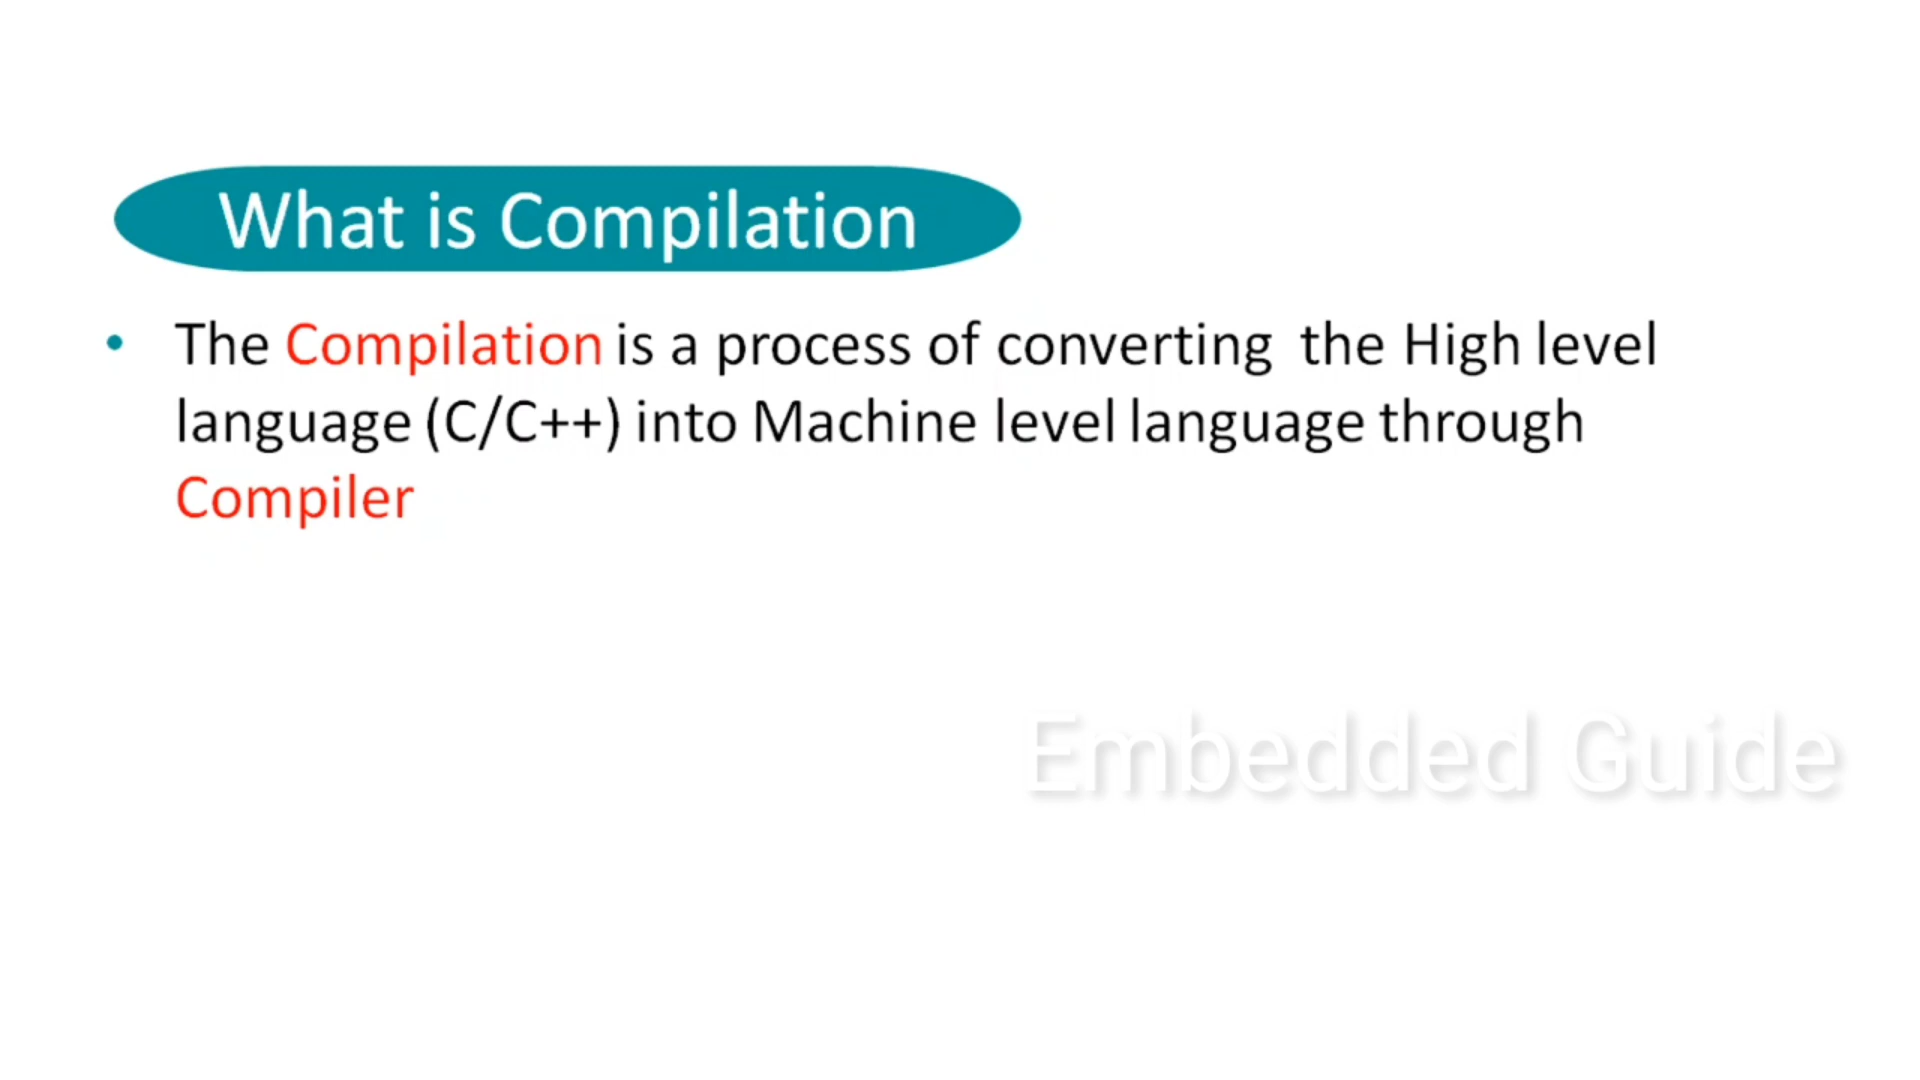 What is Compilation
• The Compilation is a process of converting the High level
language (C/C++) into Machine level language through
Compiler
Embedded Guide